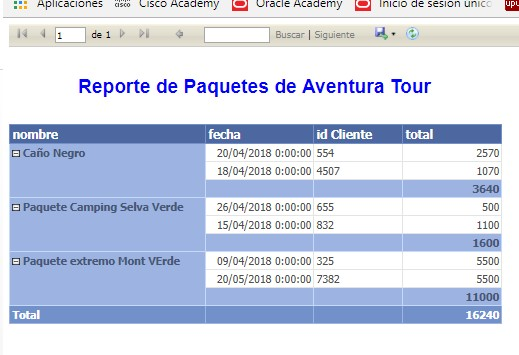 Aplicaciones Cisco Academy Oracle Academy Inicio de sesión único upu
1 de 1 Buscar | Siguiente
Reporte de Paquetes de Aventura Tour
nombre fecha id Cliente total
Caño Negro 20/04/2018 0:00:00 554 2570
18/04/2018 0:00:00 4507 1070
3640
Paquete Camping Selva Verde 26/04/2018 0:00:00 655 500
15/04/2018 0:00:00 832 1100
1600
Paquete extremo Mont VErde 09/04/2018 0:00:00 325 5500
20/05/2018 0:00:00 7382 5500
11000
Total 16240